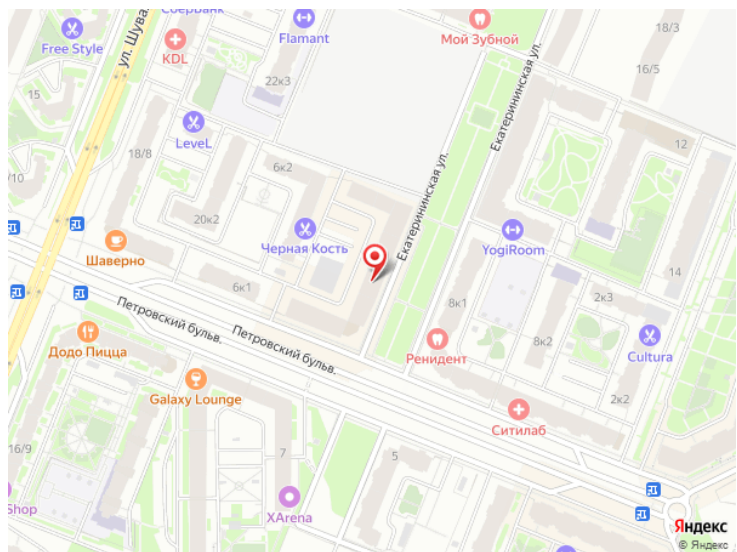 Сбербанк
Free Style
ул. Шува
KDL
Flamant
Мой Зубной
18/3
16/5
22к3
15
Екатерининская ул.
LeveL
18/8
6к2
12
/10
20к2
Черная Кость
Екатерининская ул.
YogiRoom
Шаверно
6к1
14
2к3
8к1
Петровский бульв.
Петровский бульв.
Додо Пицца
Ренидент
8к2
Cultura
Galaxy Lounge
2к2
Ситилаб
16/9
7
5
Shop
XArena
Яндекс
© Яндекс